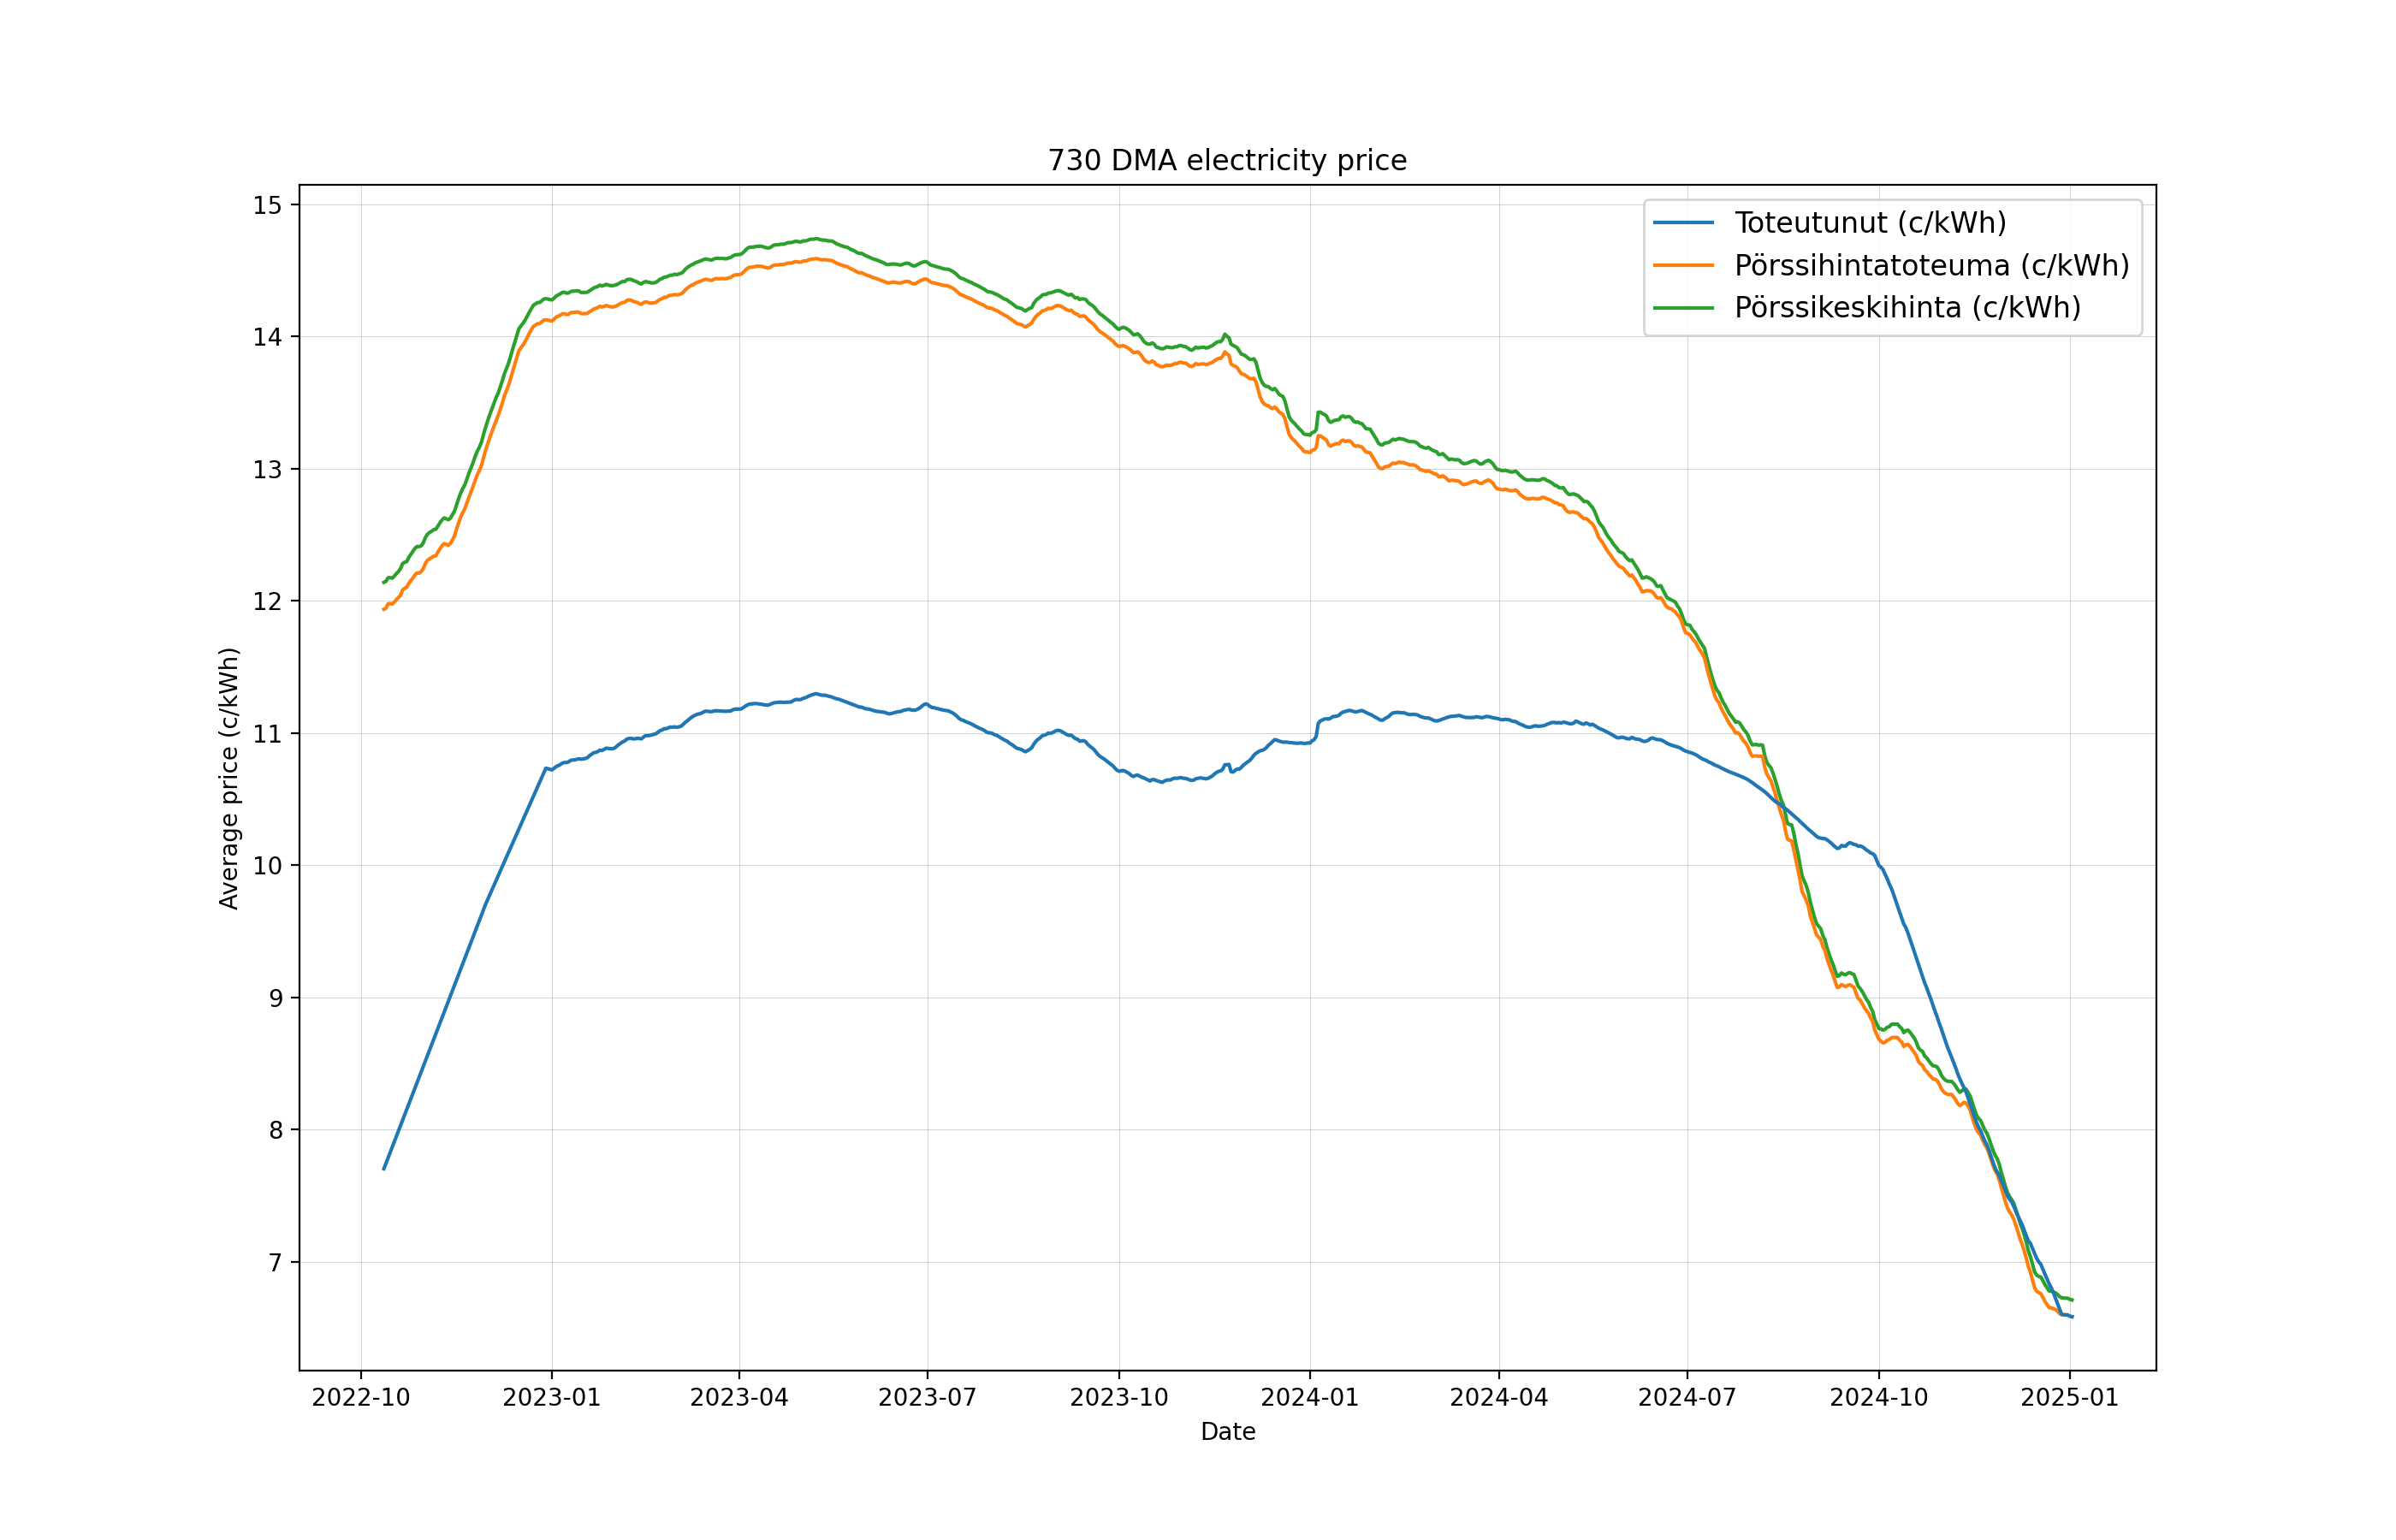 730 DMA electricity price
Toteutunut (c/kWh)
Pörssihintatoteuma (c/kWh)
Pörssikeskihinta (c/kWh)
Average price (c/kWh)
15
14
13
12
11
10
9
8
7
2022-10 2023-01 2023-04 2023-07 2023-10 2024-01 2024-04 2024-07 2024-10 2025-01
Date